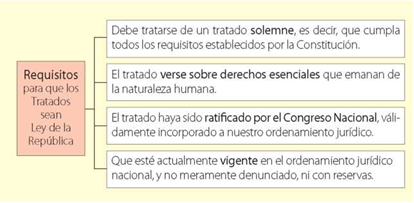 Requisitos
para que los
Tratados
sean
Ley de la
República
Debe tratarse de un tratado solemne, es decir, que cumpla
todos los requisitos establecidos por la Constitución.
El tratado verse sobre derechos esenciales que emanan de
la naturaleza humana.
El tratado haya sido ratificado por el Congreso Nacional, váli-
damente incorporado a nuestro ordenamiento jurídico.
Que esté actualmente vigente en el ordenamiento jurídico
nacional, y no meramente denunciado, ni con reservas.